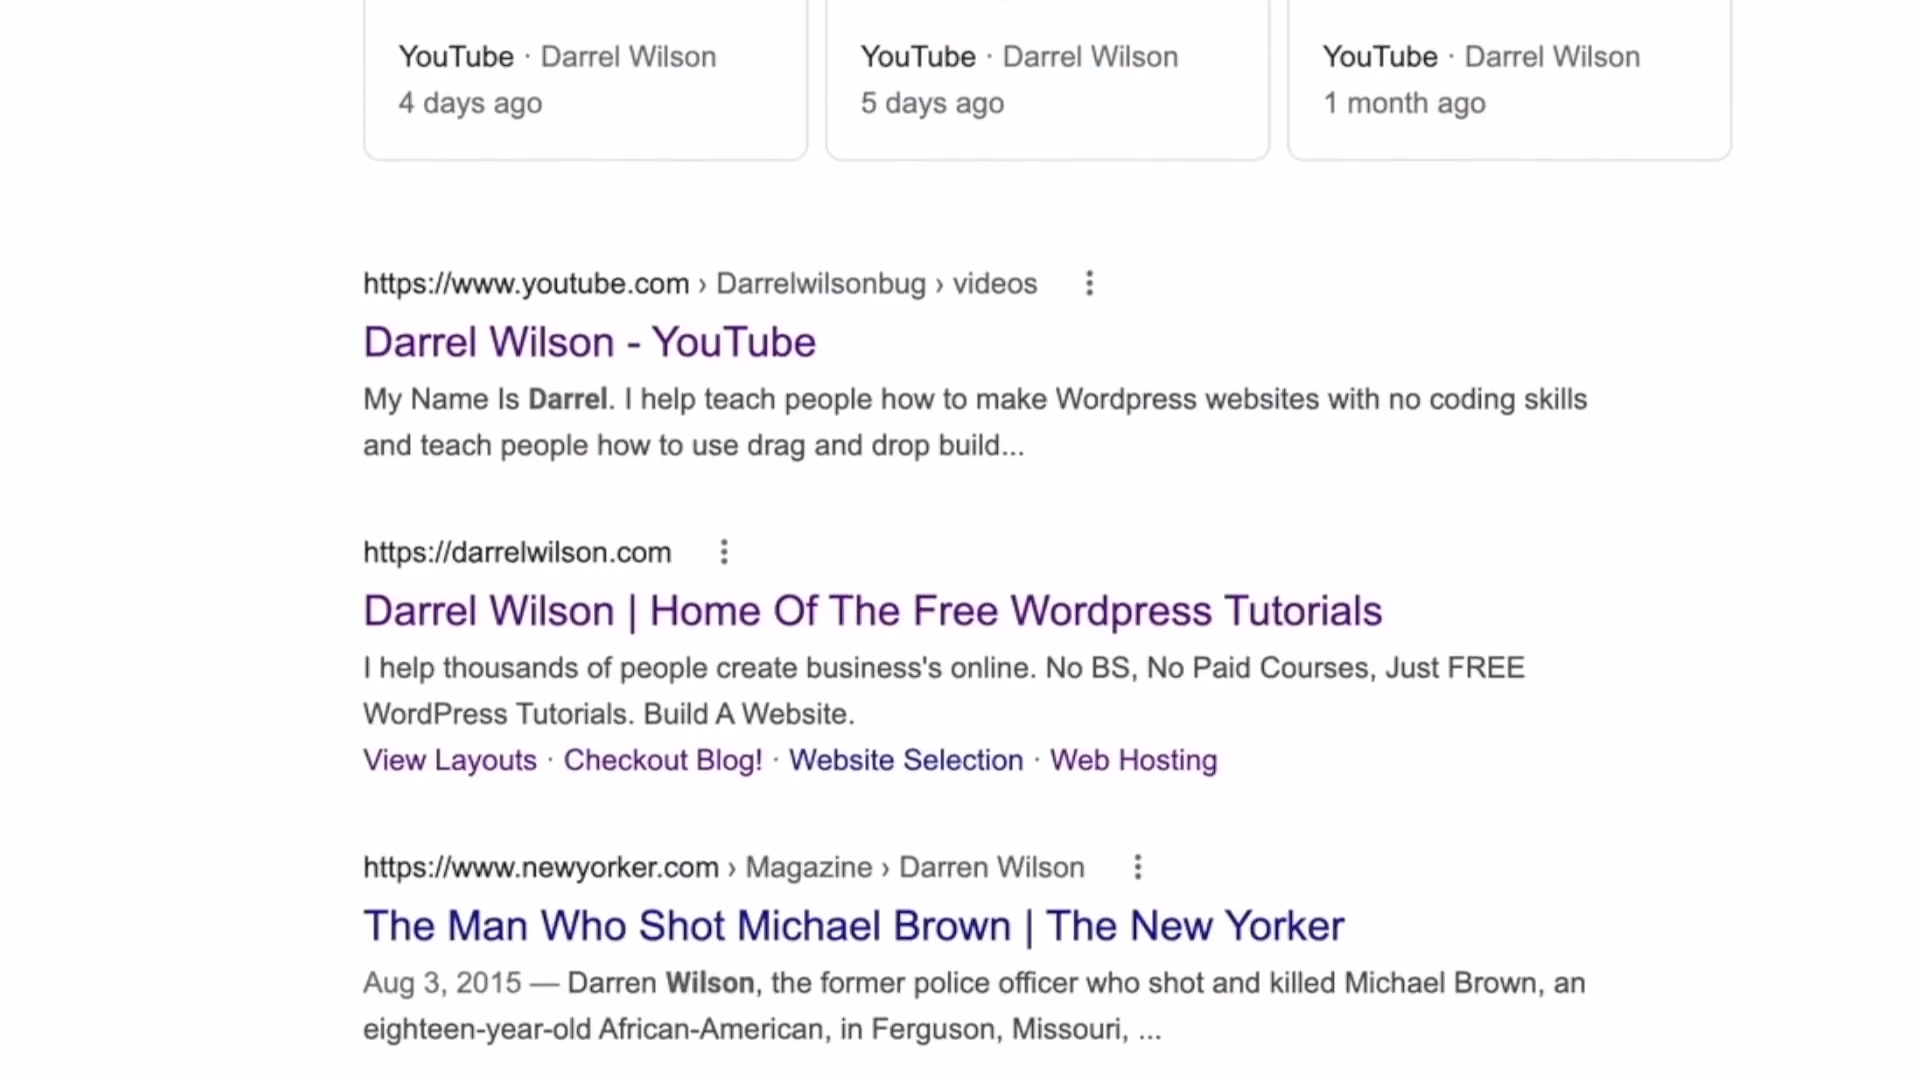 YouTube · Darrel Wilson
4 days ago
YouTube · Darrel Wilson
5 days ago
YouTube · Darrel Wilson
1 month ago
https://www.youtube.com › Darrelwilsonbug › videos
Darrel Wilson - YouTube
My Name Is Darrel. I help teach people how to make Wordpress websites with no coding skills
and teach people how to use drag and drop build...
https://darrelwilson.com
Darrel Wilson | Home Of The Free Wordpress Tutorials
I help thousands of people create business's online. No BS, No Paid Courses, Just FREE
WordPress Tutorials. Build A Website.
View Layouts · Checkout Blog! · Website Selection · Web Hosting
https://www.newyorker.com › Magazine › Darren Wilson
The Man Who Shot Michael Brown | The New Yorker
Aug 3, 2015 — Darren Wilson, the former police officer who shot and killed Michael Brown, an
eighteen-year-old African-American, in Ferguson, Missouri, ...